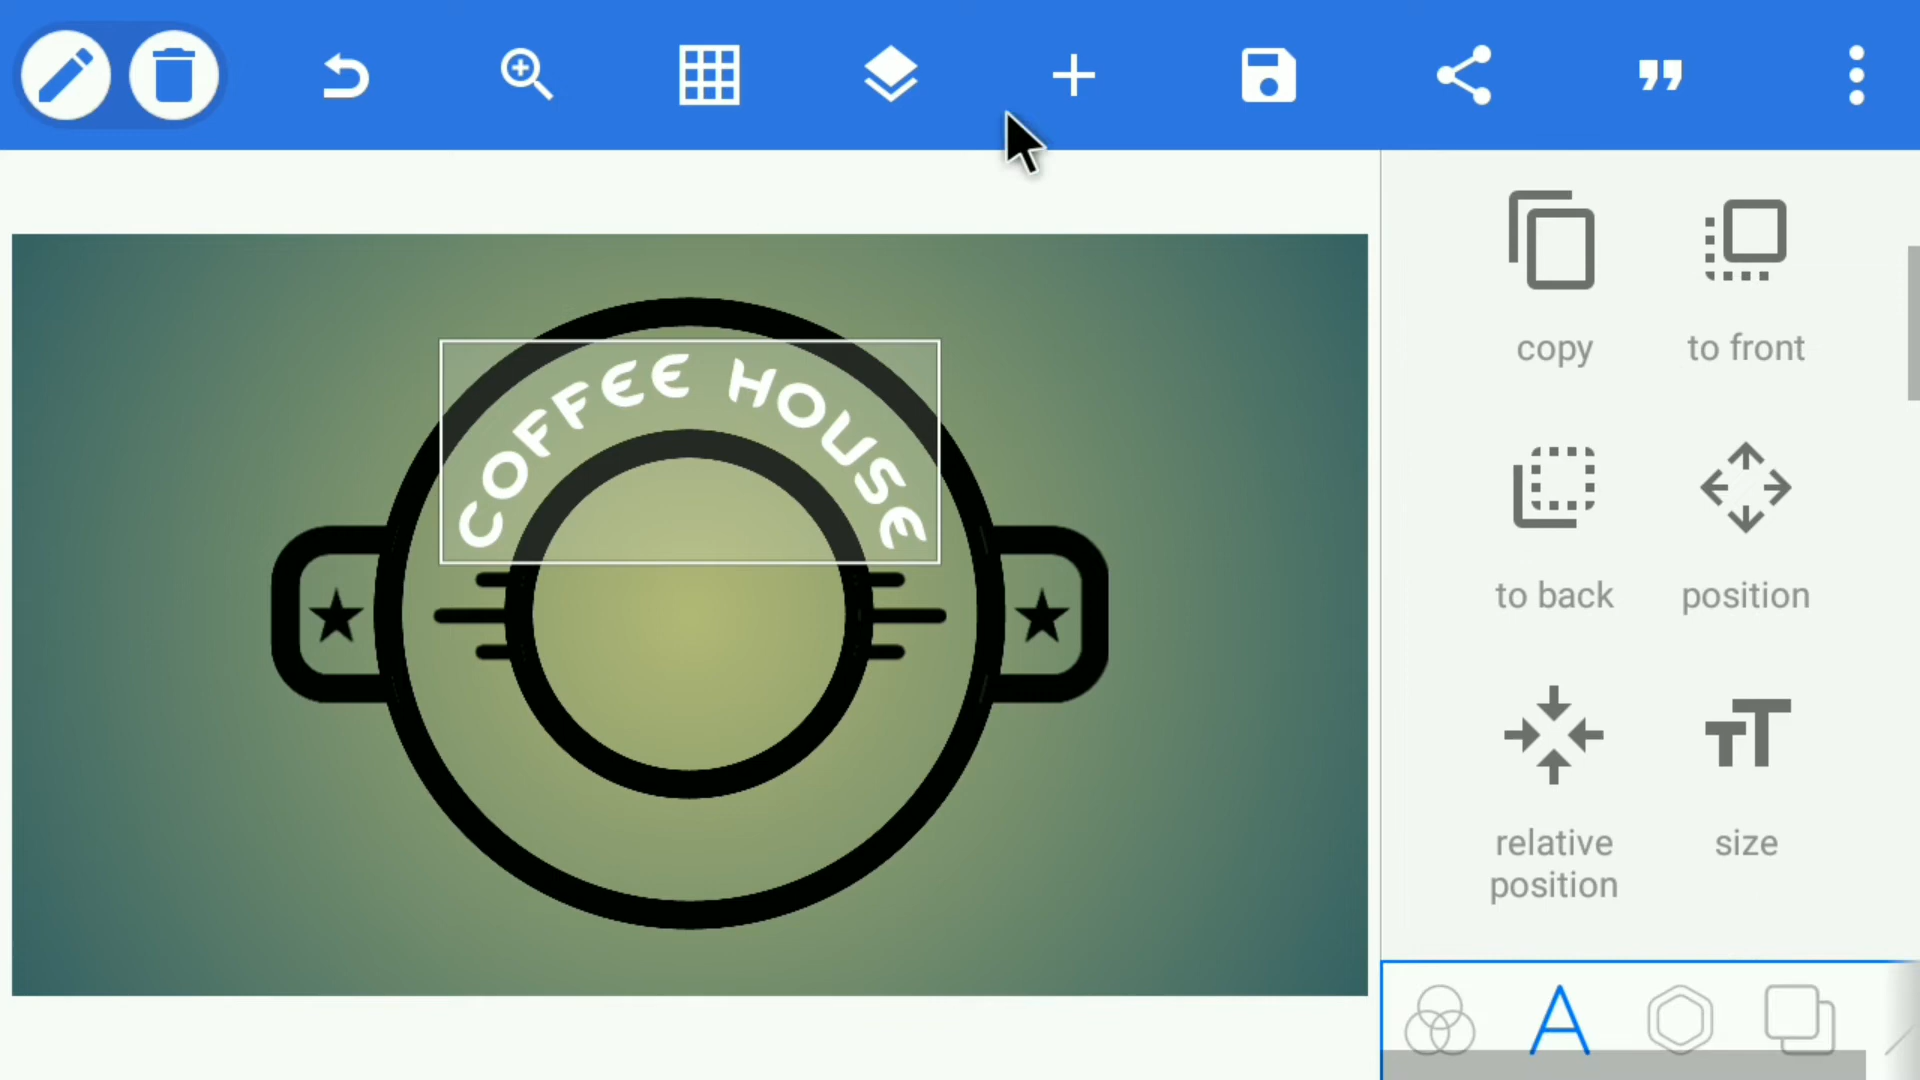 COFFEE HOUSE
copy
to front
to back
position
relative
position
size